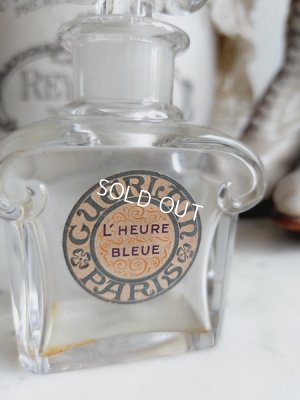 GUERLAIN
L'HEURE
BLEUE
PARIS
SOLD OUT